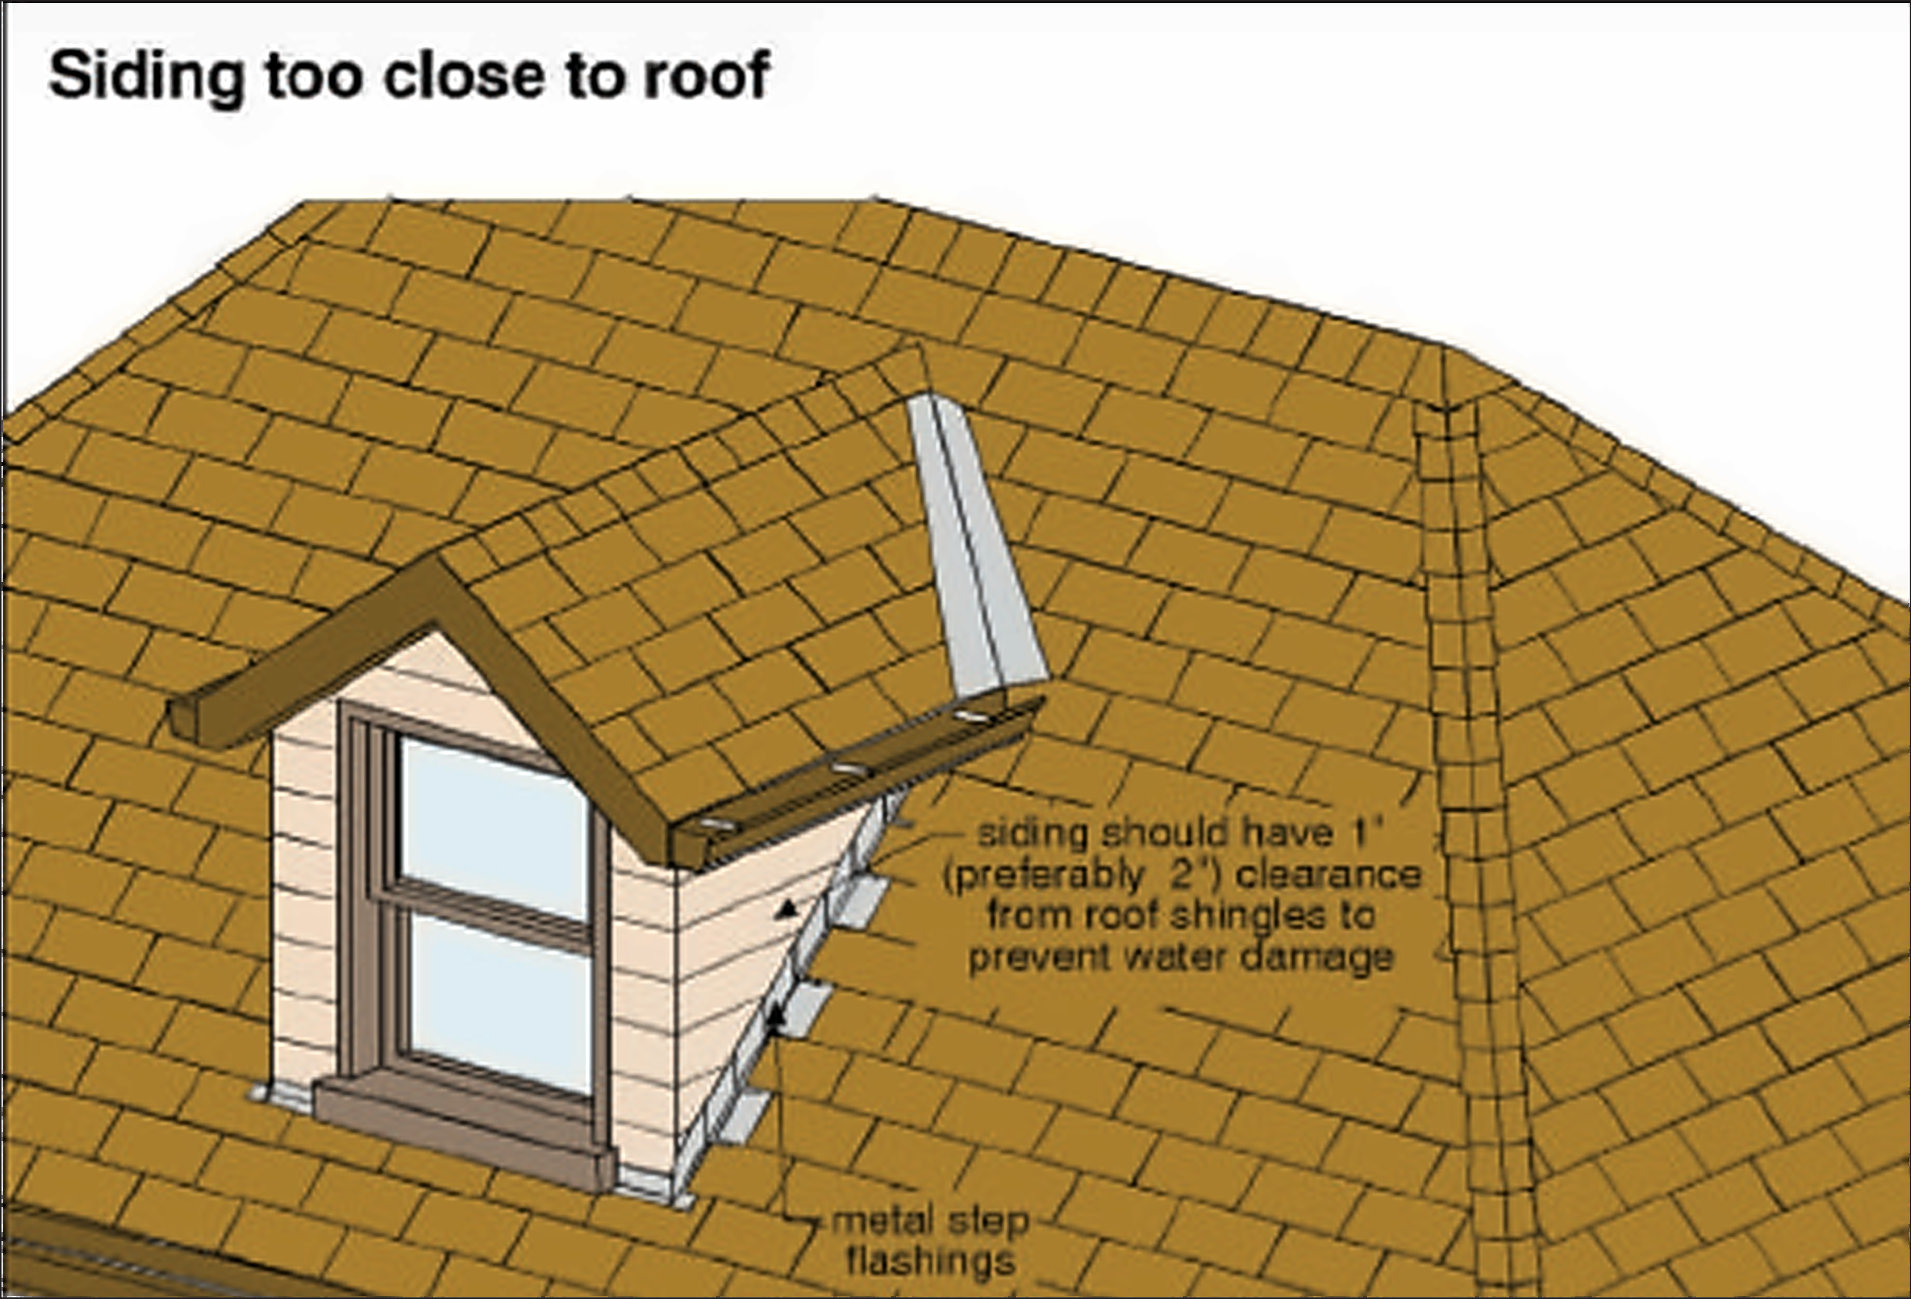 Siding too close to roof
siding should have 1"
(preferably 2") clearance
from roof shingles to
prevent water damage
metal step
flashings